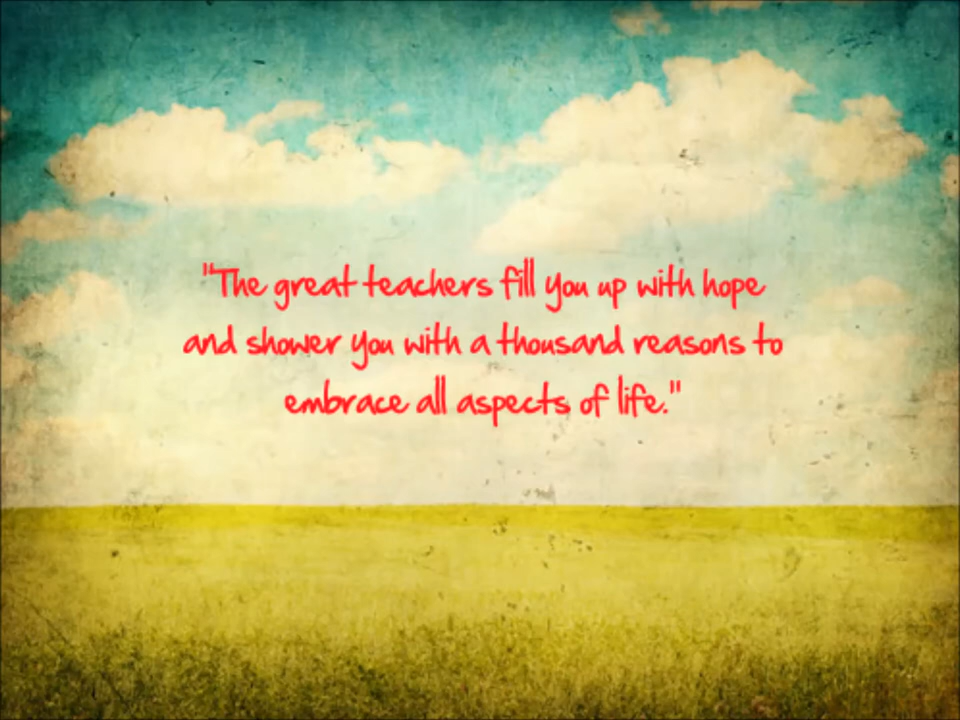 "The great teachers fill you up with hope
and shower you with a thousand reasons to
embrace all aspects of life."